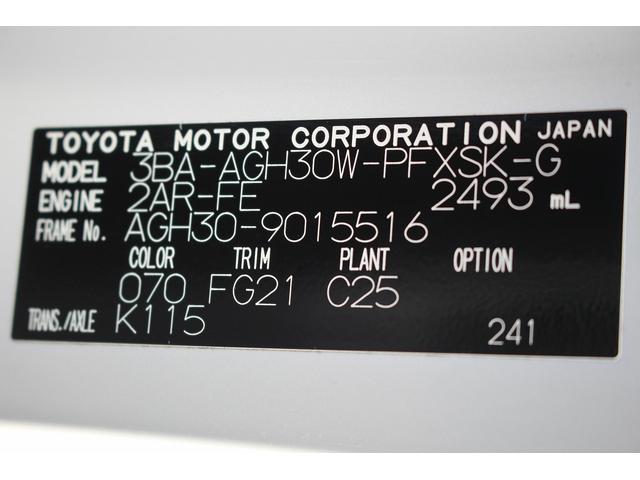 TOYOTA MOTOR CORPORATION JAPAN
MODEL 3BA-AGH30W-PFXSK-G
ENGINE 2AR-FE 2493 mL
FRAME No. AGH30-9015516
COLOR TRIM PLANT OPTION
070 FG21 C25
TRANS./AXLE K115 241